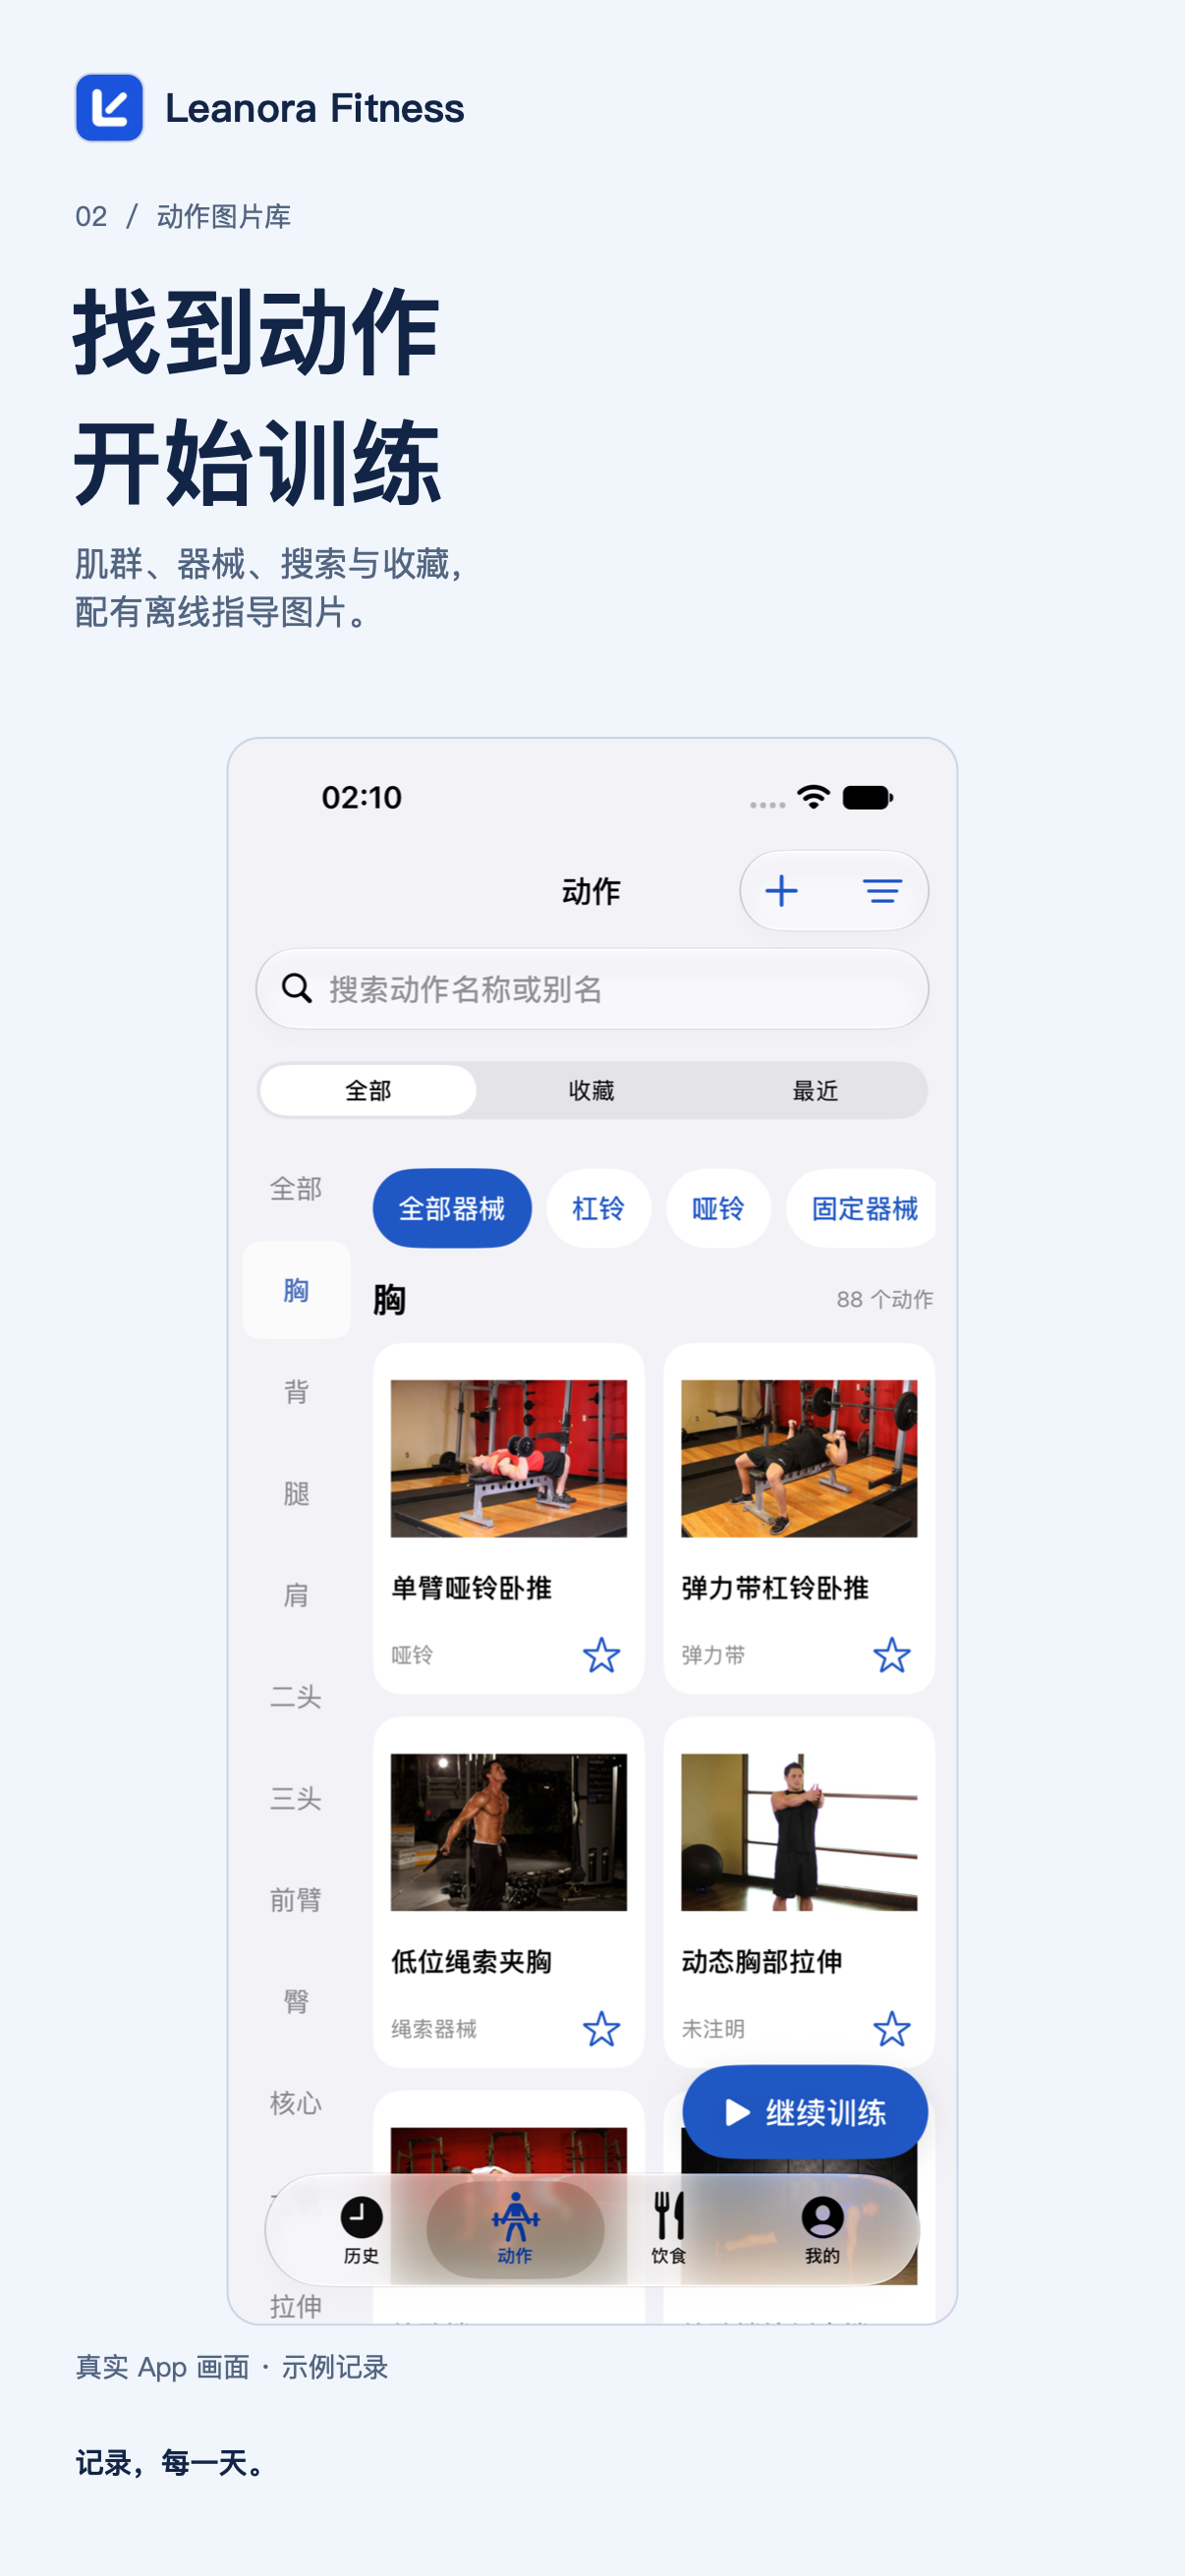 Leanora Fitness
02 / 动作图片库
找到动作
开始训练
肌群、器械、搜索与收藏，
配有离线指导图片。
02:10
动作
搜索动作名称或别名
全部
收藏
最近
全部
胸
背
腿
肩
二头
三头
前臂
臀
核心
拉伸
全部器械
杠铃
哑铃
固定器械
胸
88 个动作
单臂哑铃卧推
哑铃
弹力带杠铃卧推
弹力带
低位绳索夹胸
绳索器械
动态胸部拉伸
未注明
继续训练
历史
动作
饮食
我的
真实 App 画面 · 示例记录
记录，每一天。